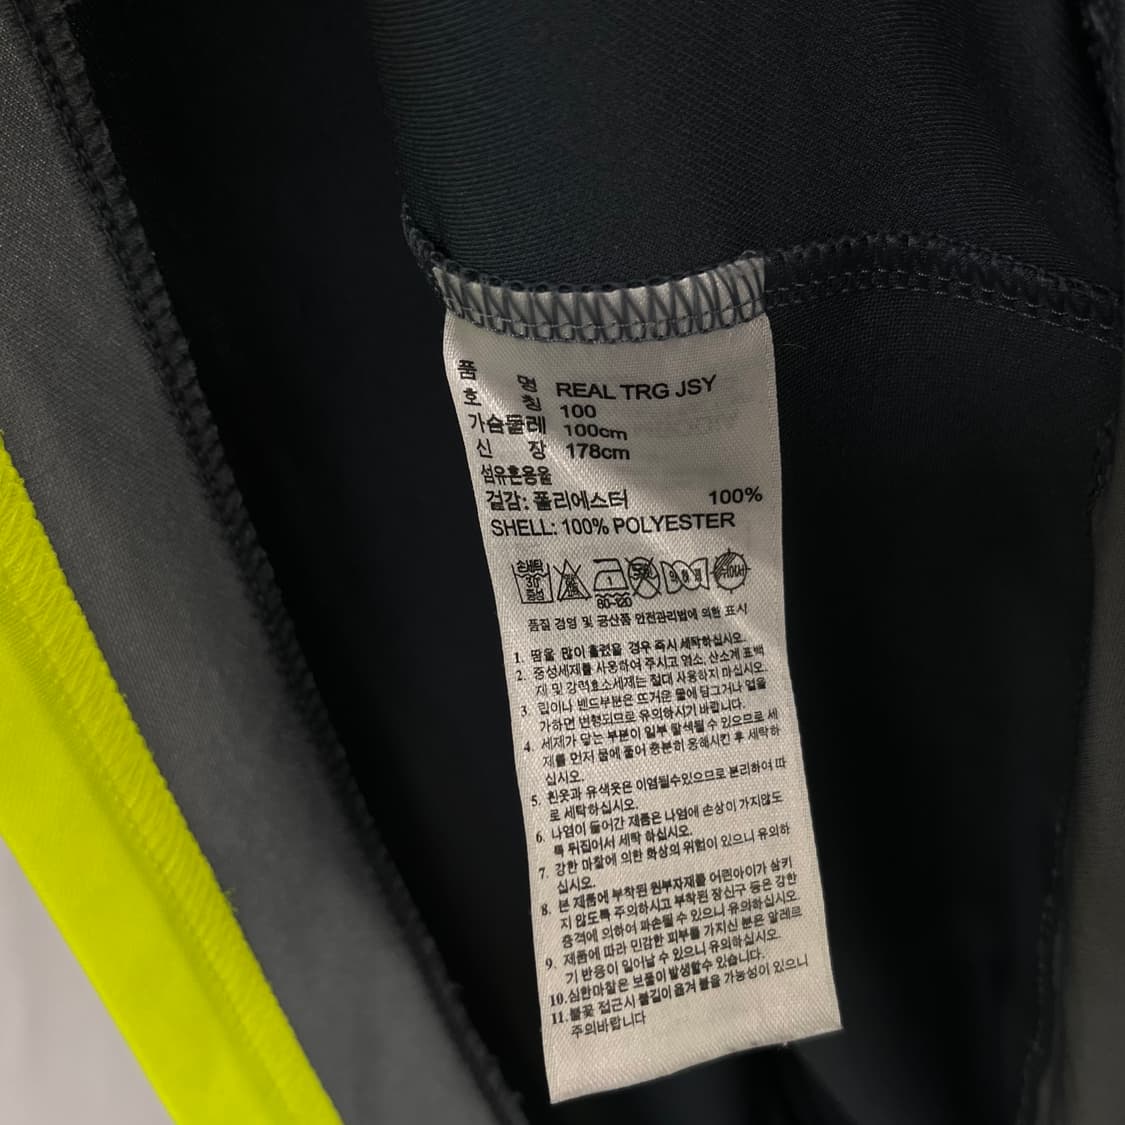 품 명 REAL TRG JSY
호 칭 100
가슴둘레 100cm
신 장 178cm
섬유혼용율
겉감: 폴리에스터 100%
SHELL: 100% POLYESTER
손세탁
30
중성
80-120
품질 경영 및 공산품 안전관리법에 의한 표시
1. 땀을 많이 흘렸을 경우 즉시 세탁하십시오.
2. 중성세제를 사용하여 주시고 염소, 산소계 표백
제 및 강력효소세제는 절대 사용하지 마십시오.
3. 립이나 밴드부분은 뜨거운 물에 담그거나 열을
가하면 변형되므로 유의하시기 바랍니다.
4. 세제가 닿는 부분이 일부 탈색될 수 있으므로 세
제를 먼저 물에 풀어 충분히 용해시킨 후 세탁하
십시오.
5. 흰옷과 유색옷은 이염될수있으므로 분리하여 따
로 세탁하십시오.
6. 나염이 들어간 제품은 나염에 손상이 가지않도
록 뒤집어서 세탁 하십시오.
7. 강한 마찰에 의한 화상의 위험이 있으니 유의하
십시오.
8. 본 제품에 부착된 원부자재를 어린아이가 삼키
지 않도록 주의하시고 부착된 장신구 등은 강한
충격에 의하여 파손될 수 있으니 유의하십시오.
9. 제품에 따라 민감한 피부를 가지신 분은 알레르
기 반응이 일어날 수 있으니 유의하십시오.
10.심한마찰은 보풀이 발생할수 있습니다.
11.불꽃 접근시 불길이 옮겨 붙을 가능성이 있으니
주의바랍니다